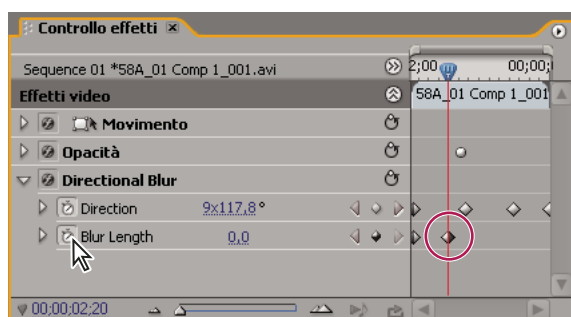 Controllo effetti
Sequence 01 *58A_01 Comp 1_001.avi
2;00 00;00;
Effetti video
58A_01 Comp 1_001
Movimento
Opacità
Directional Blur
Direction 9x117,8°
Blur Length 0,0
00;00;02;20